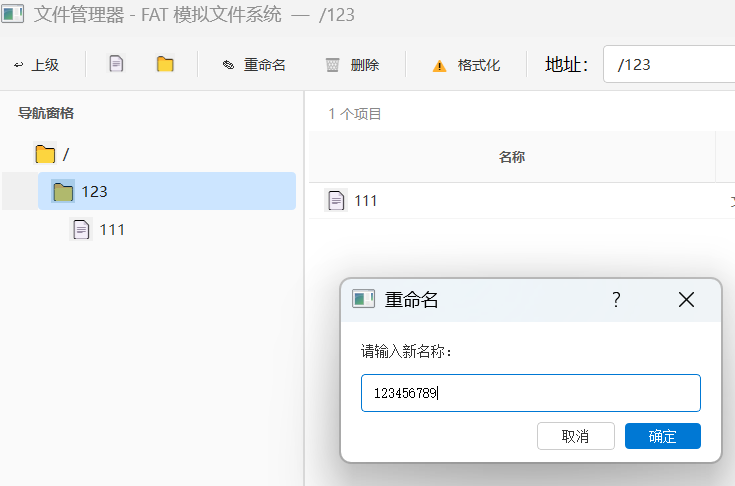 文件管理器 - FAT 模拟文件系统 — /123
上级 重命名 删除 格式化 地址: /123
导航窗格
1 个项目
/
名称
123
111
111
重命名 ?
请输入新名称:
123456789
取消 确定